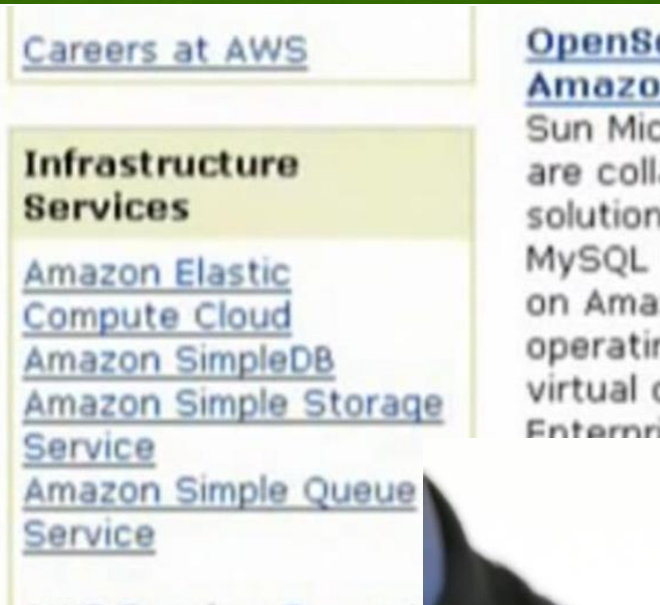 Careers at AWS
Infrastructure
Services
Amazon Elastic
Compute Cloud
Amazon SimpleDB
Amazon Simple Storage
Service
Amazon Simple Queue
Service
Amazo
Sun Mic
are coll
solution
MySQL
on Ama
operatin
virtual